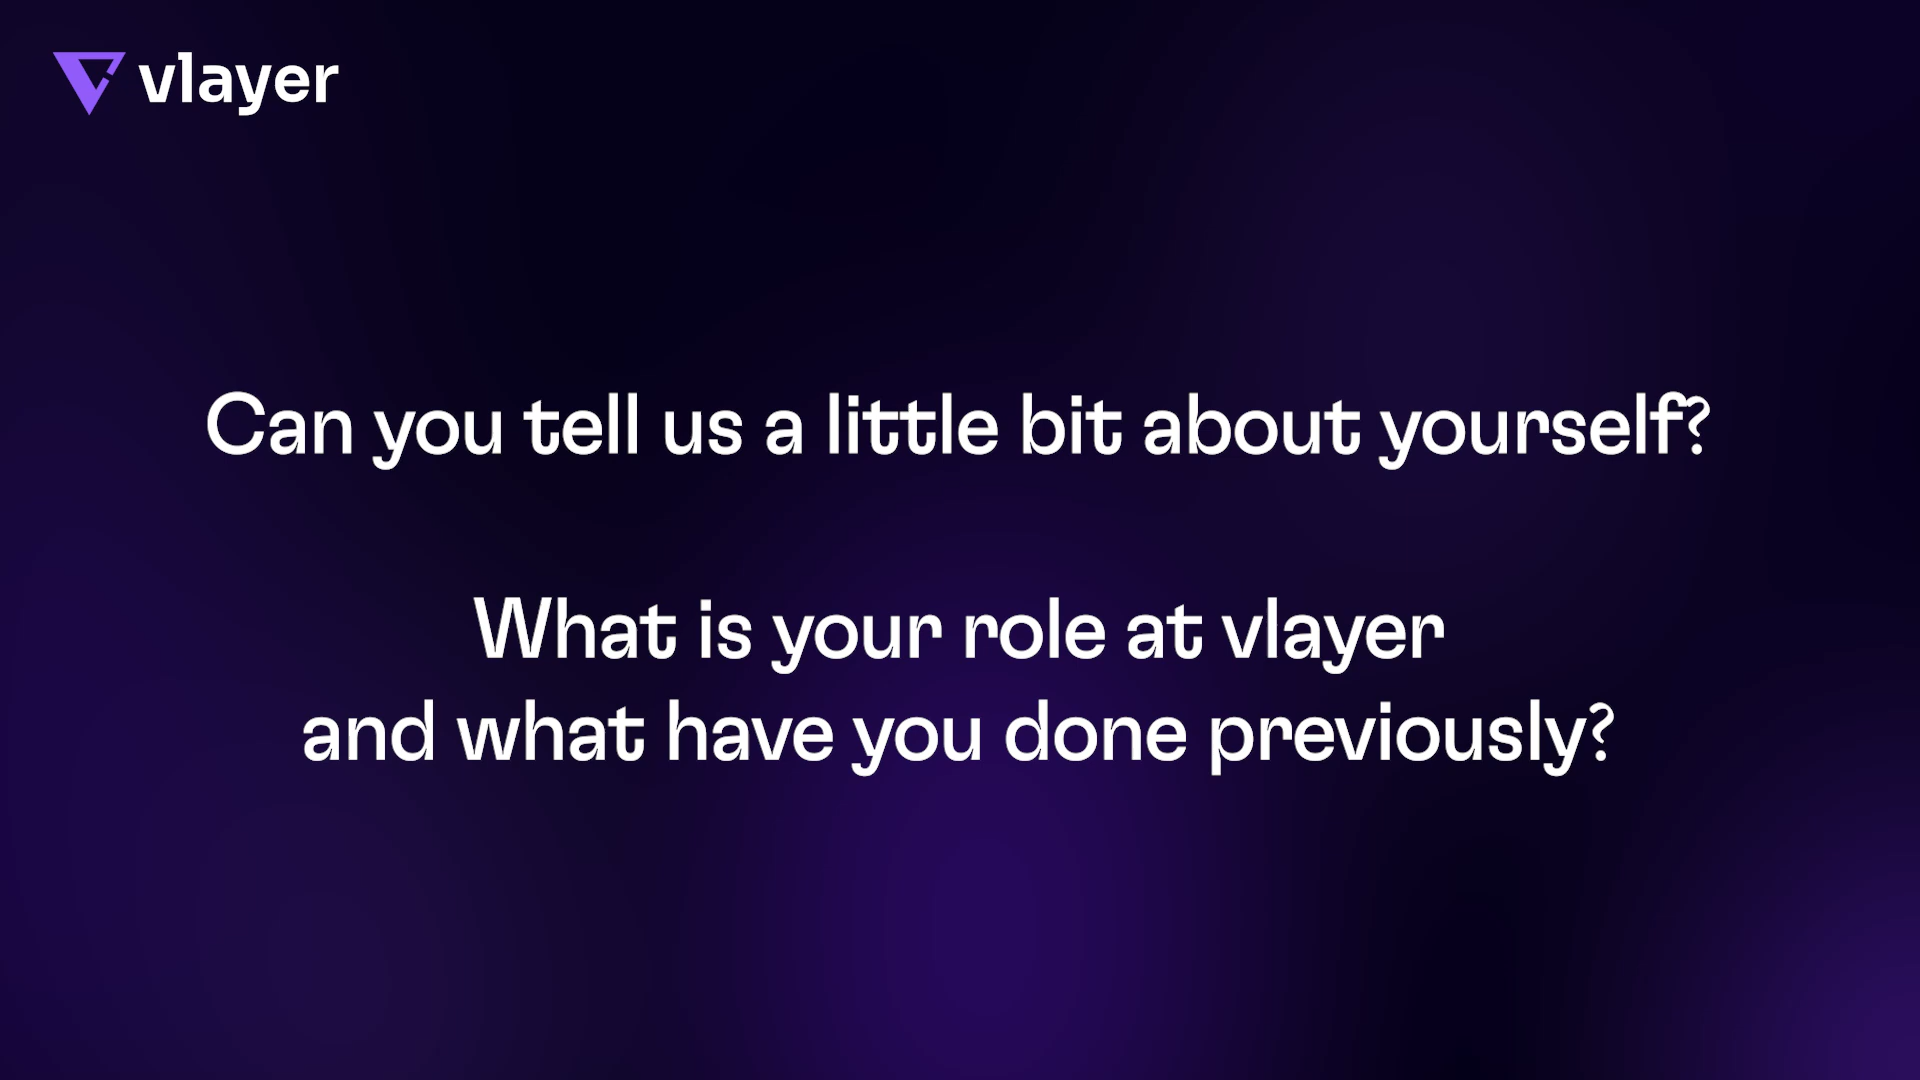 vlayer
Can you tell us a little bit about yourself?
What is your role at vlayer
and what have you done previously?